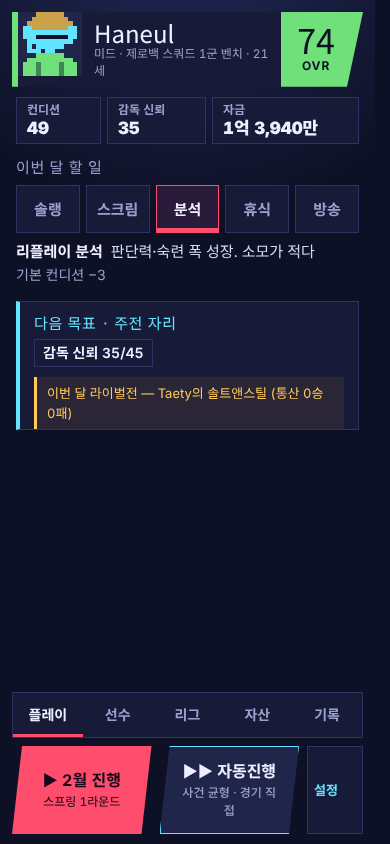 Haneul
미드 · 제로백 스쿼드 1군 벤치 · 21
세
74
OVR
컨디션
49
감독 신뢰
35
자금
1억 3,940만
이번 달 할 일
솔랭
스크림
분석
휴식
방송
리플레이 분석 판단력·숙련 폭 성장. 소모가 적다
기본 컨디션 −3
다음 목표 · 주전 자리
감독 신뢰 35/45
이번 달 라이벌전 — Taety의 솔트앤스틸 (통산 0승
0패)
플레이
선수
리그
자산
기록
▶ 2월 진행
스프링 1라운드
▶▶ 자동진행
사건 균형 · 경기 직
접
설정